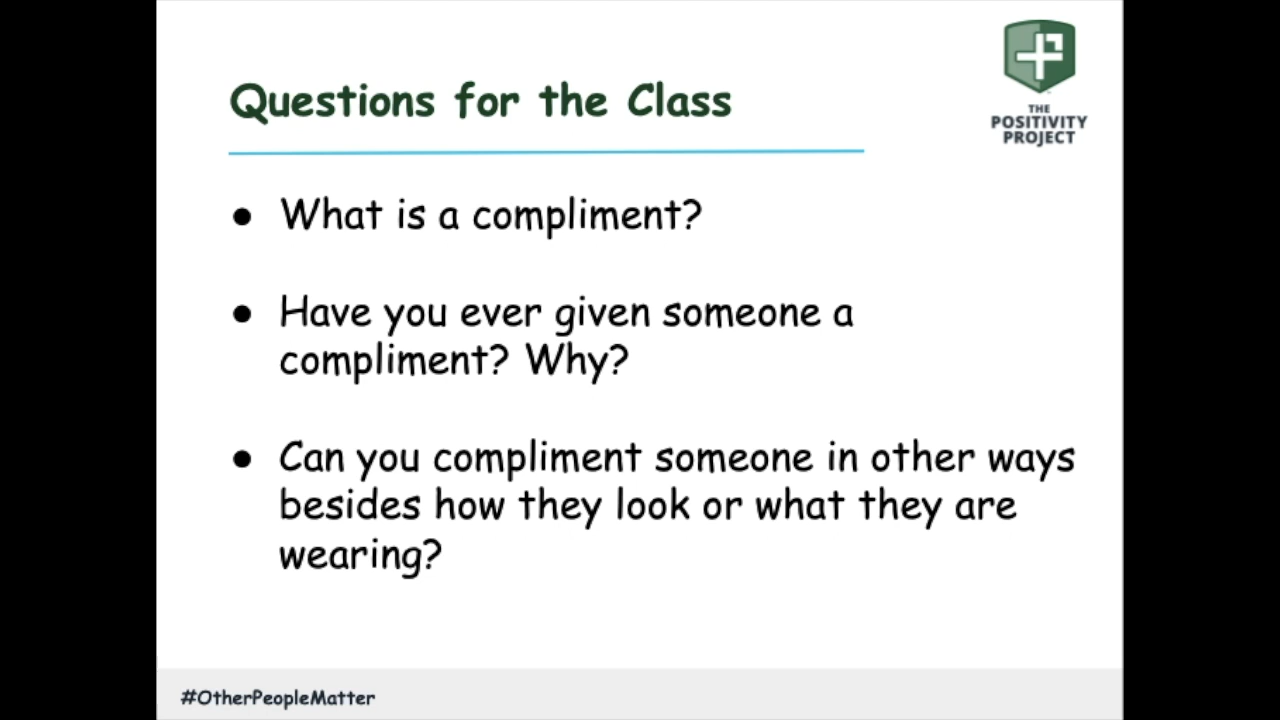 THE
POSITIVITY
PROJECT
Questions for the Class
● What is a compliment?
● Have you ever given someone a
compliment? Why?
● Can you compliment someone in other ways
besides how they look or what they are
wearing?
#OtherPeopleMatter